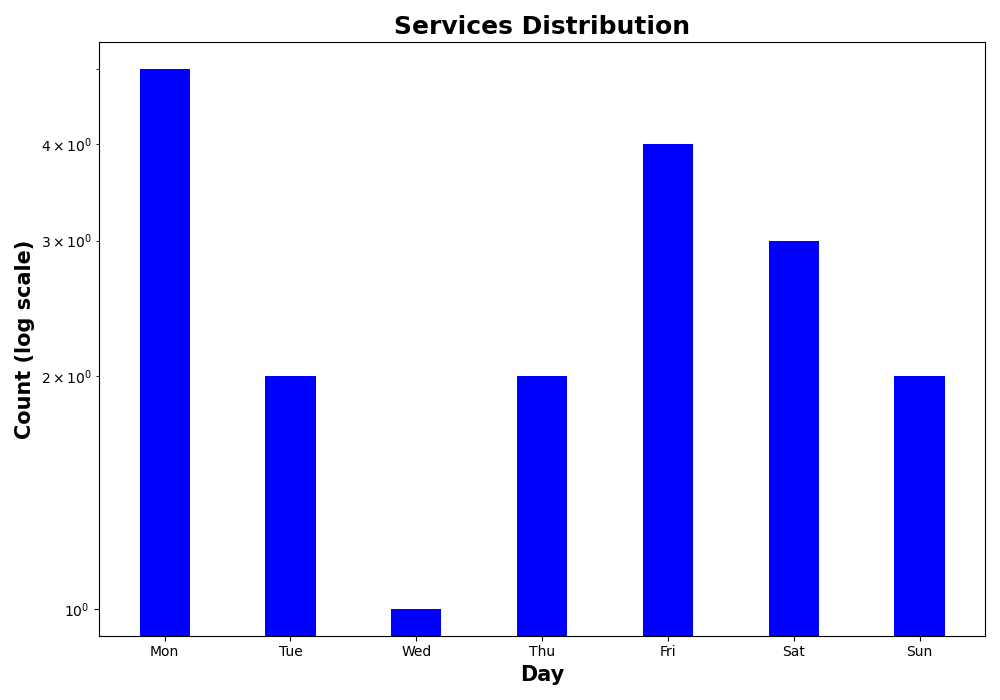 Services Distribution
Count (log scale)
4 × 10⁰
3 × 10⁰
2 × 10⁰
10⁰
Mon Tue Wed Thu Fri Sat Sun
Day